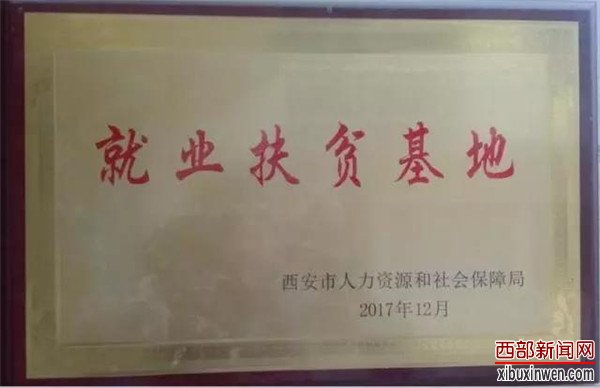 就业扶贫基地
西安市人力资源和社会保障局
2017年12月
西部新闻网
xibuxinwen.com